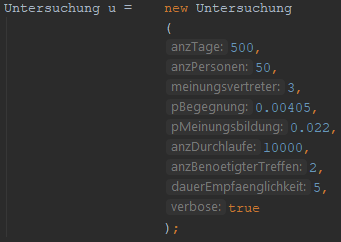 Untersuchung u = new Untersuchung
(
anzTage: 500,
anzPersonen: 50,
meinungsvertreter: 3,
pBegegnung: 0.00405,
pMeinungsbildung: 0.022,
anzDurchlaufe: 10000,
anzBenoetigterTreffen: 2,
dauerEmpfaenglichkeit: 5,
verbose: true
);